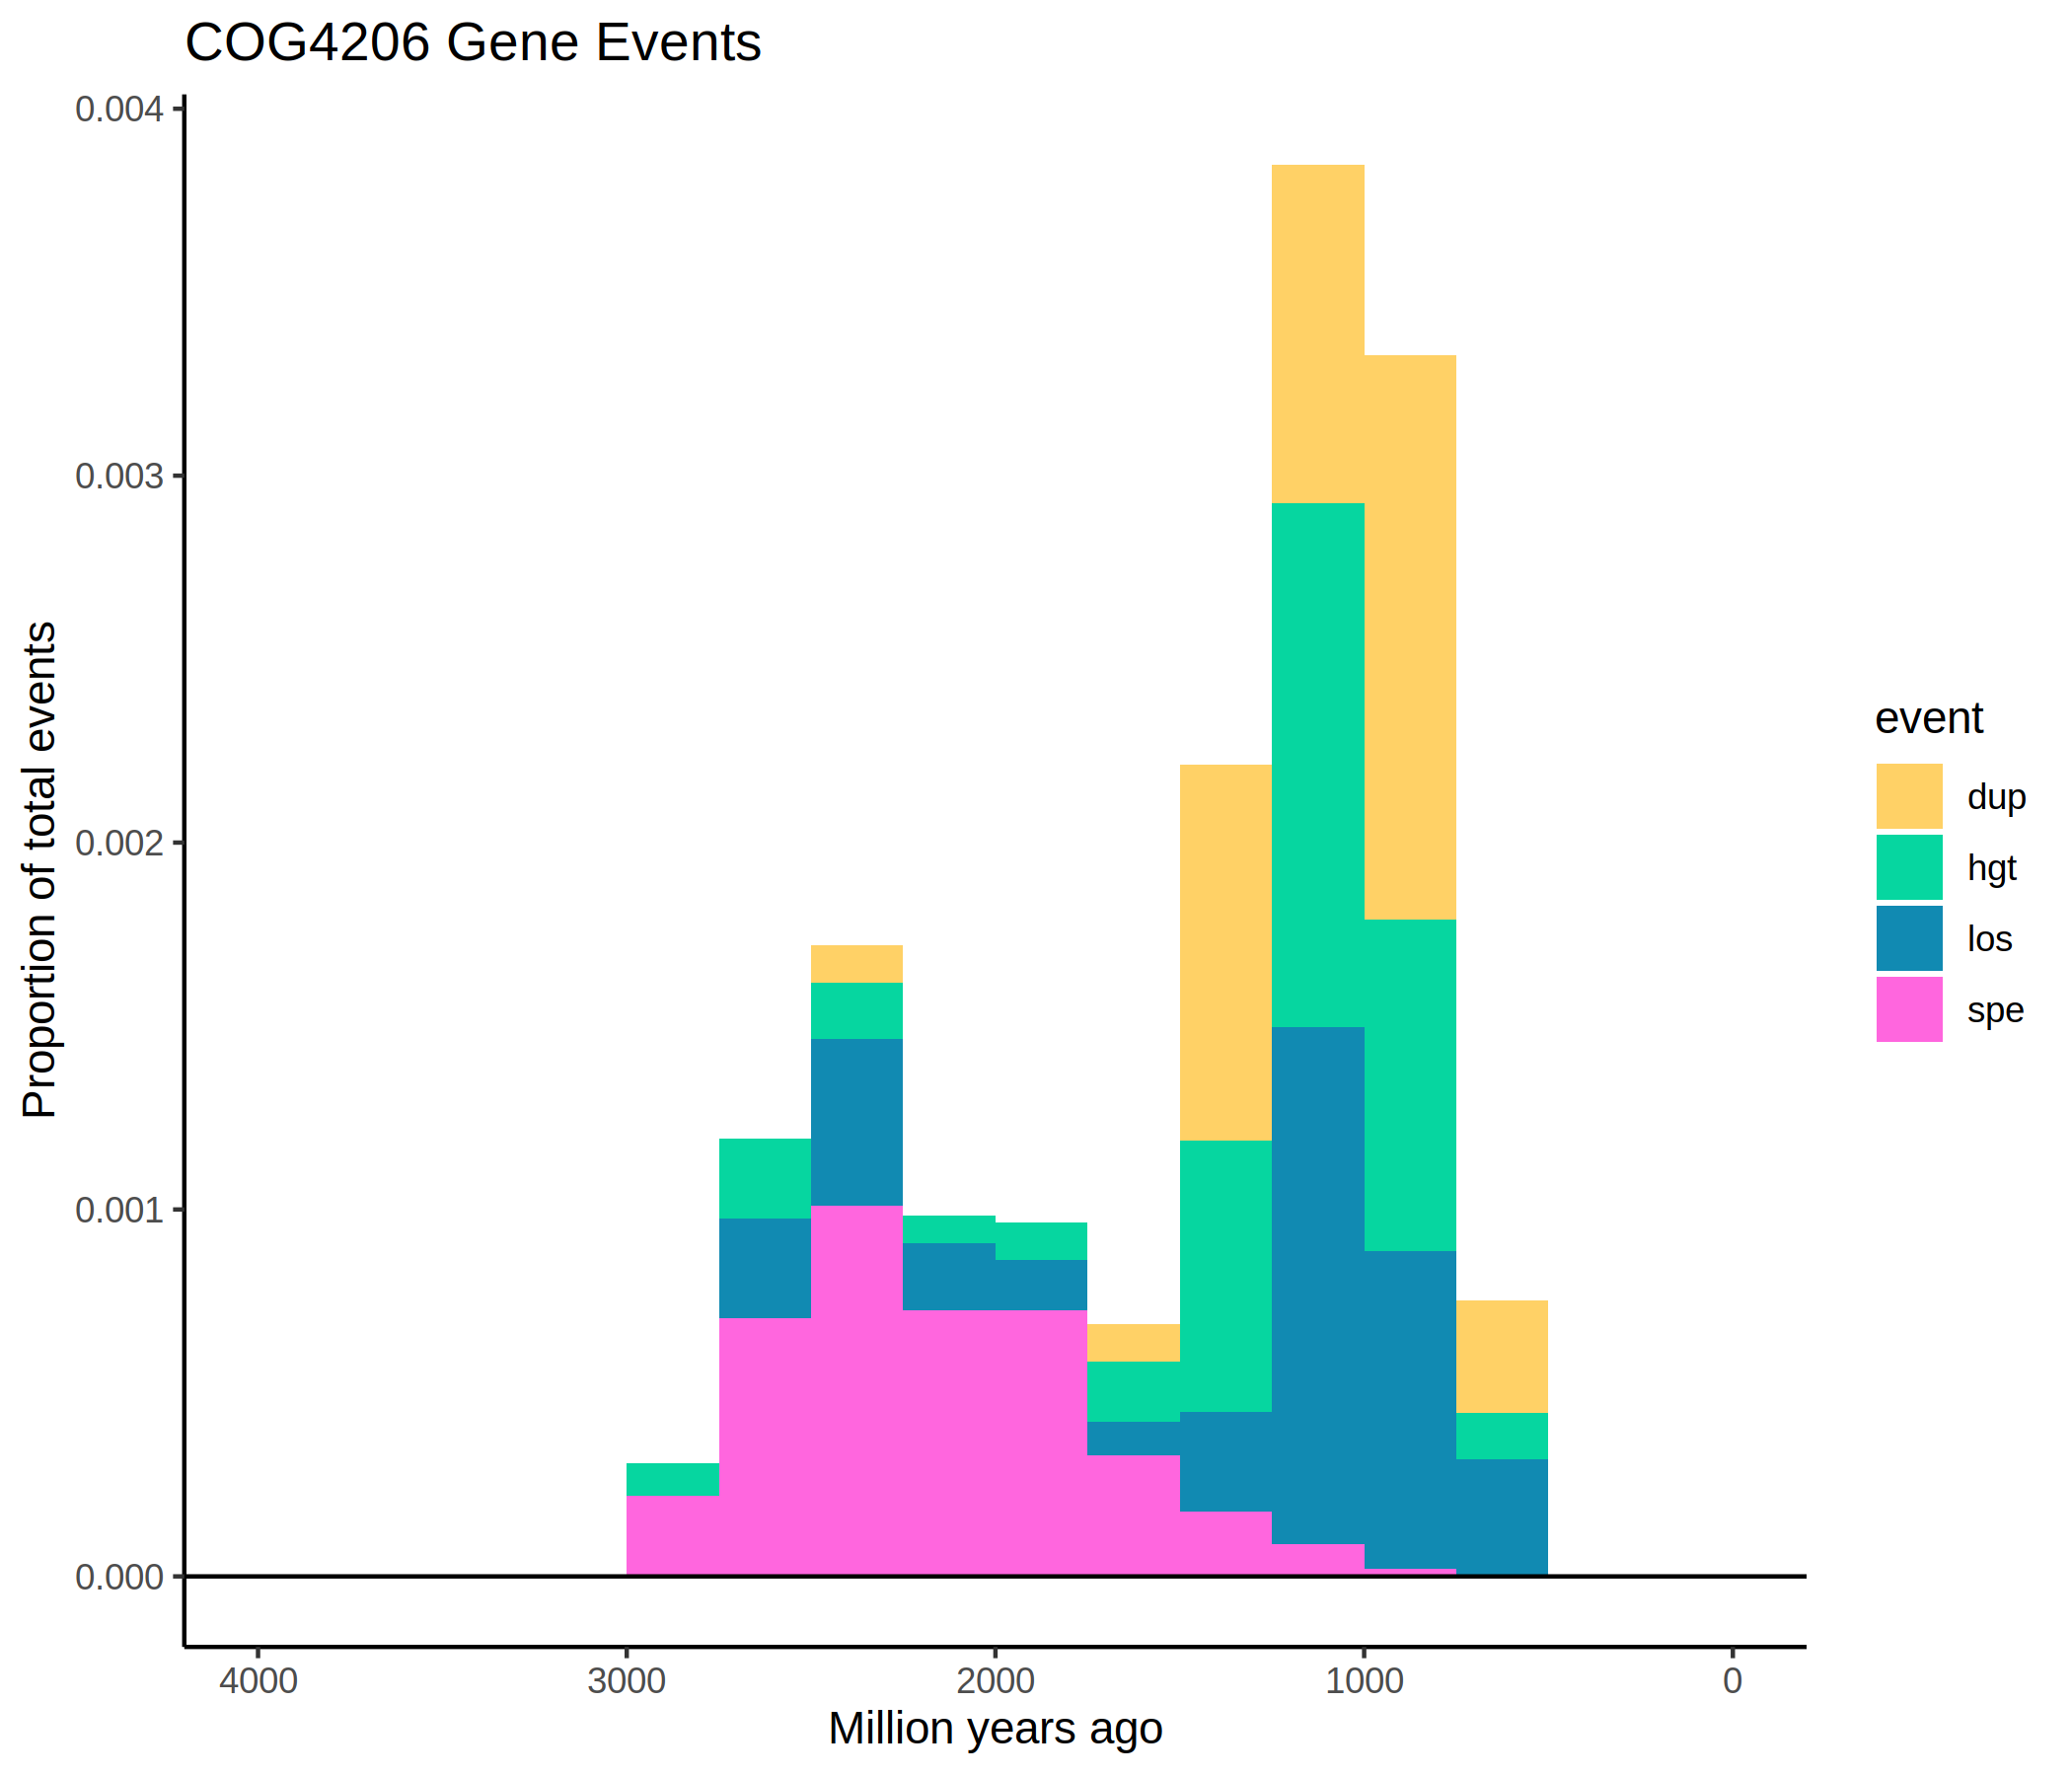 COG4206 Gene Events
0.004
0.003
0.002
0.001
0.000
Proportion of total events
4000 3000 2000 1000 0
Million years ago
event
dup
hgt
los
spe